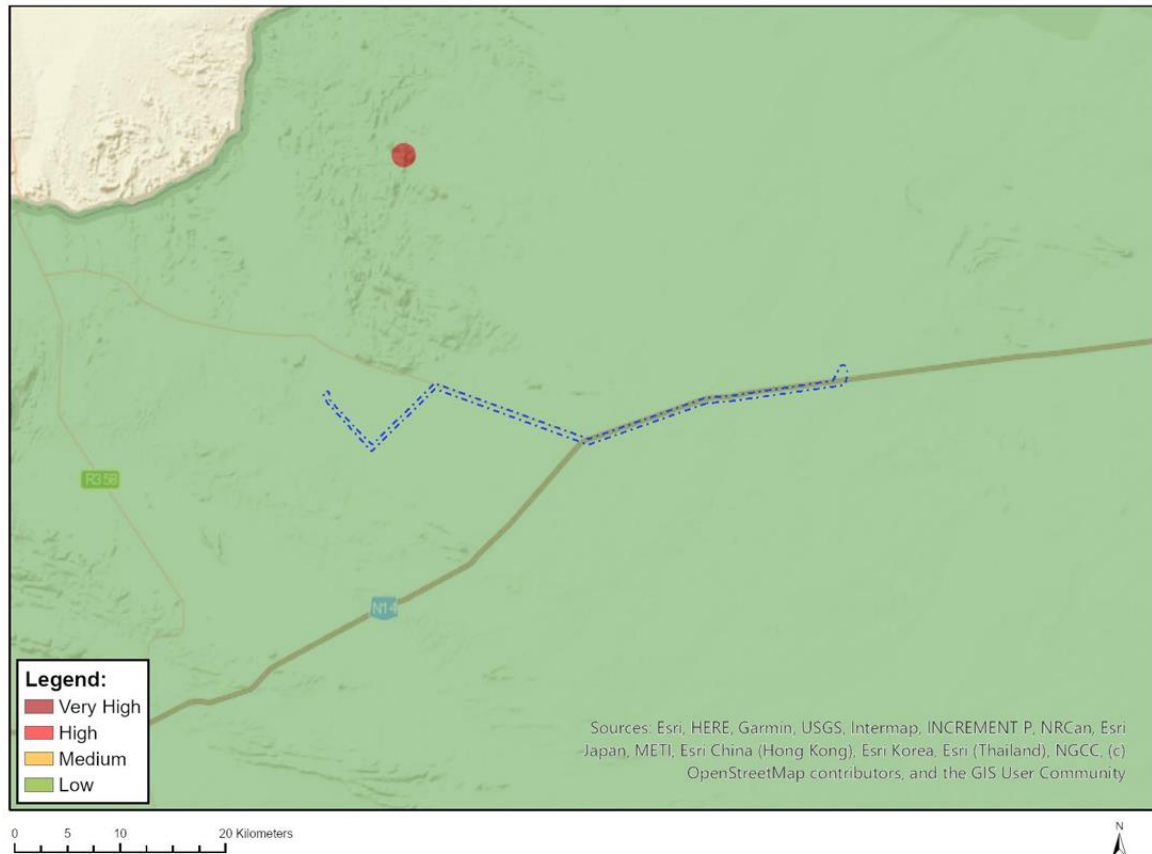 R358
N14
Legend:
Very High
High
Medium
Low
Sources: Esri, HERE, Garmin, USGS, Intermap, INCREMENT P, NRCan, Esri
Japan, METI, Esri China (Hong Kong), Esri Korea, Esri (Thailand), NGCC, (c)
OpenStreetMap contributors, and the GIS User Community
0 5 10 20 Kilometers
N